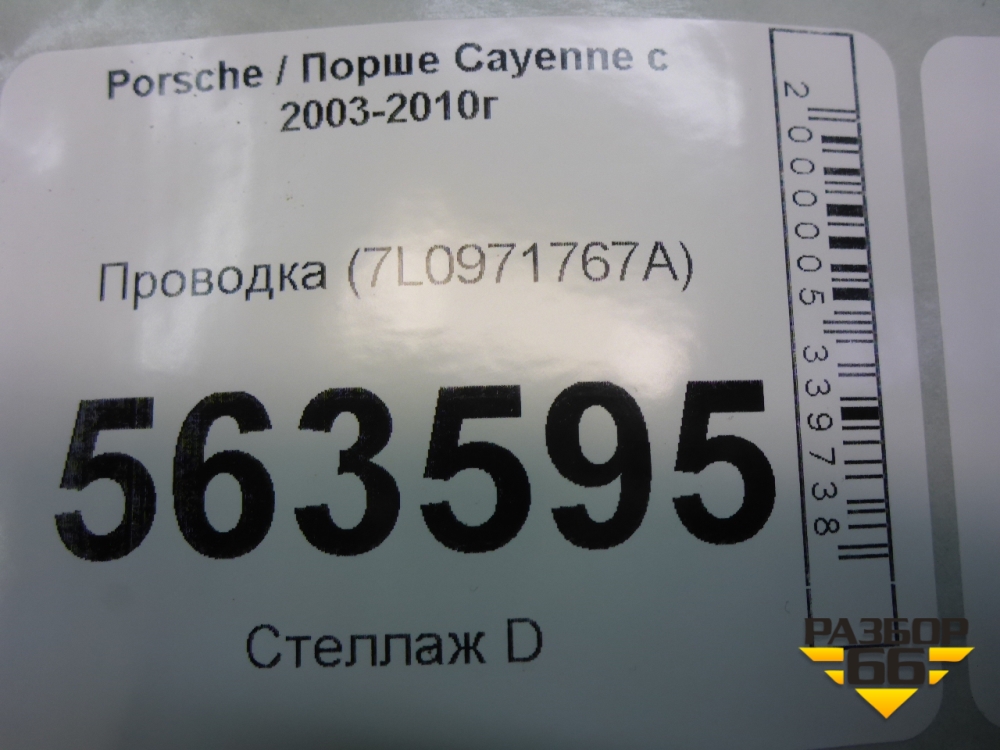 Porsche / Порше Cayenne с
2003-2010г
Проводка (7L0971767A)
563595
Стеллаж D
2000005339738
РАЗБОР
66